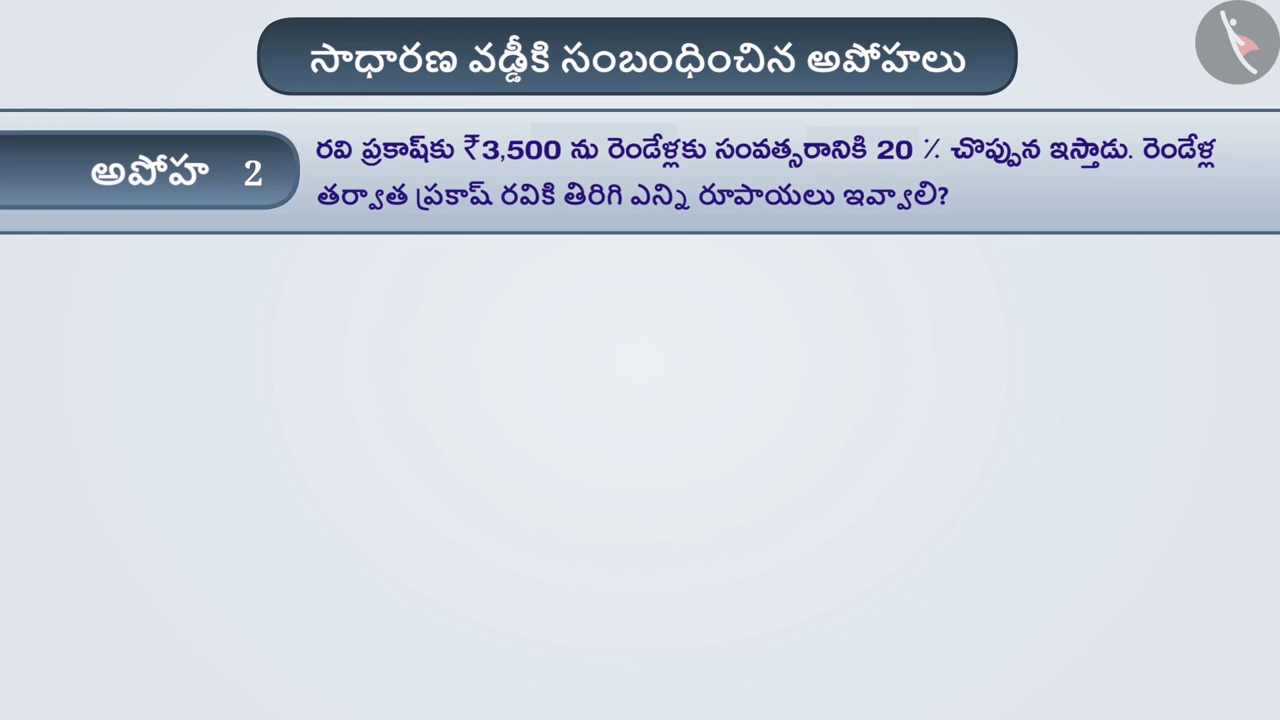 సాధారణ వడ్డీకి సంబంధించిన అపోహలు
అపోహ 2
రవి ప్రకాష్‌కు ₹3,500 ను రెండేళ్లకు సంవత్సరానికి 20 % చొప్పున ఇస్తాడు. రెండేళ్ల
తర్వాత ప్రకాష్ రవికి తిరిగి ఎన్ని రూపాయలు ఇవ్వాలి?